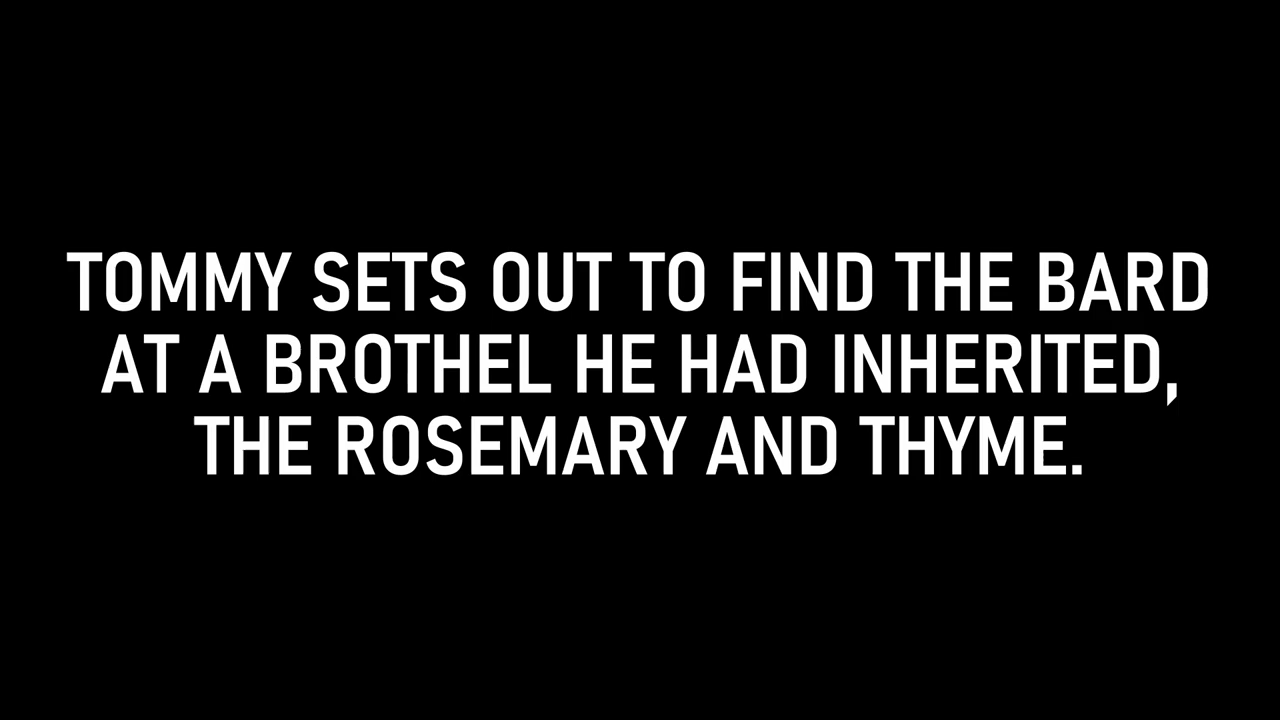 TOMMY SETS OUT TO FIND THE BARD
AT A BROTHEL HE HAD INHERITED,
THE ROSEMARY AND THYME.